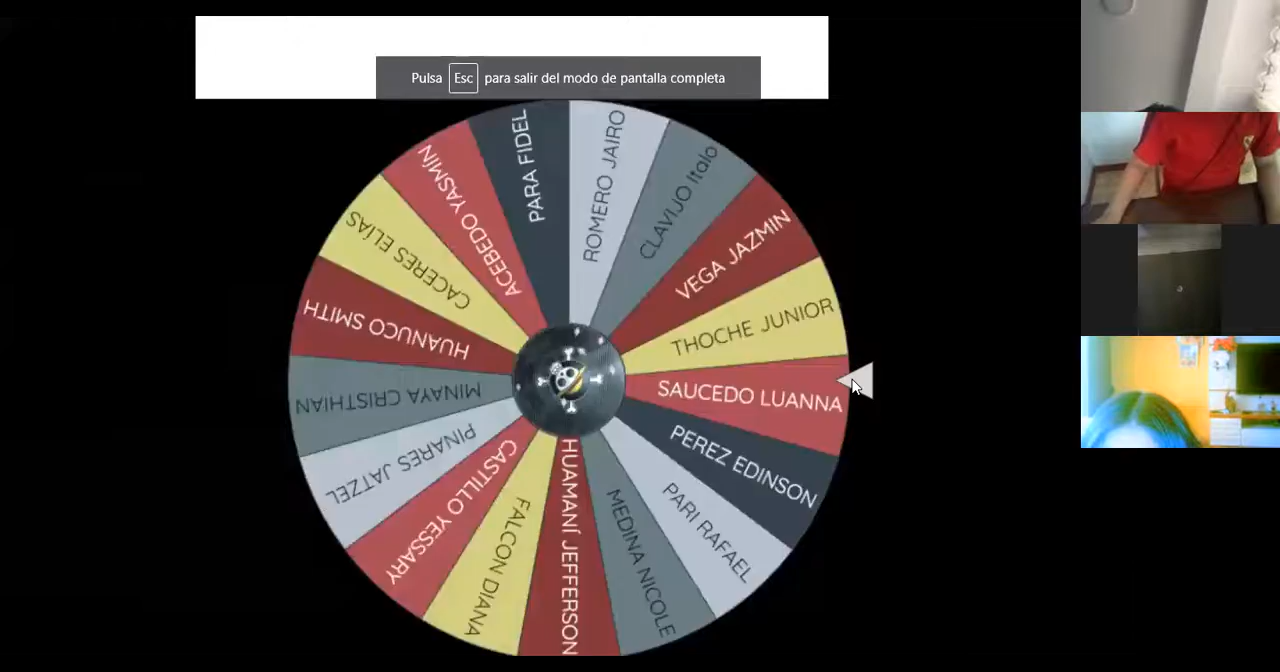 Pulsa Esc para salir del modo de pantalla completa
PARA FIDEL
ROMERO JAIRO
CLAVIJO Italo
VEGA JAZMIN
THOCHE JUNIOR
SAUCEDO LUANNA
PEREZ EDINSON
PARI RAFAEL
MEDINA NICOLE
HUAMANÍ JEFFERSON
FALCON DIANA
CASTILLO YESSARY
PINARES JATZEL
MINAYA CRISTHIAN
HUANUCO SMITH
CACERES ELÍAS
ACEBEDO YASMÍN